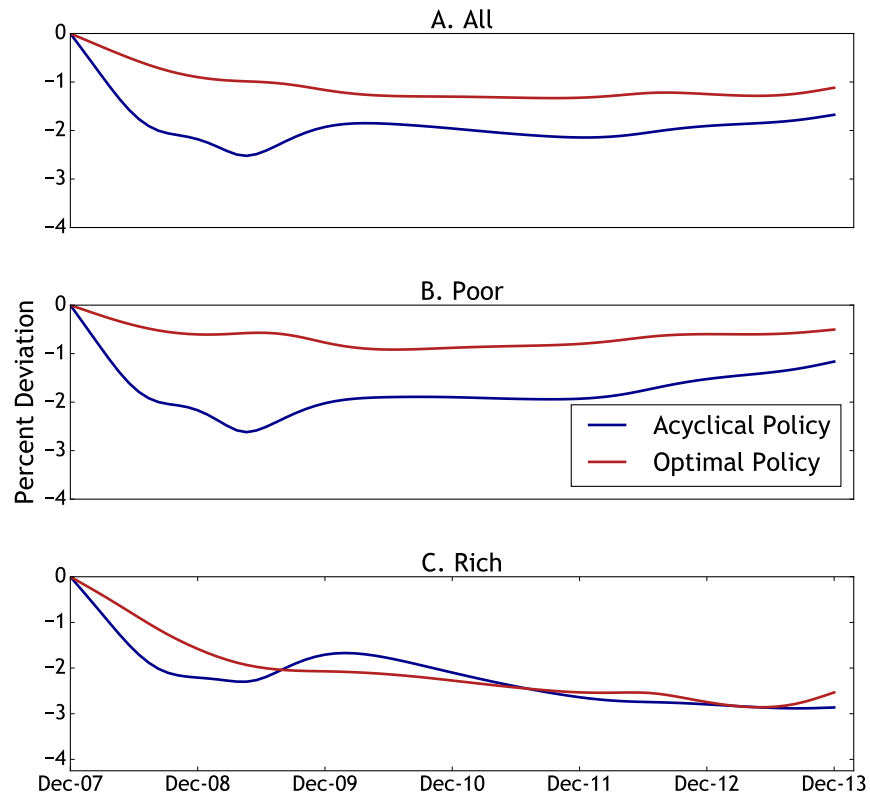 A. All
0
−1
−2
−3
−4
B. Poor
0
−1
−2
−3
−4
Percent Deviation
Acyclical Policy
Optimal Policy
C. Rich
0
−1
−2
−3
−4
Dec-07 Dec-08 Dec-09 Dec-10 Dec-11 Dec-12 Dec-13